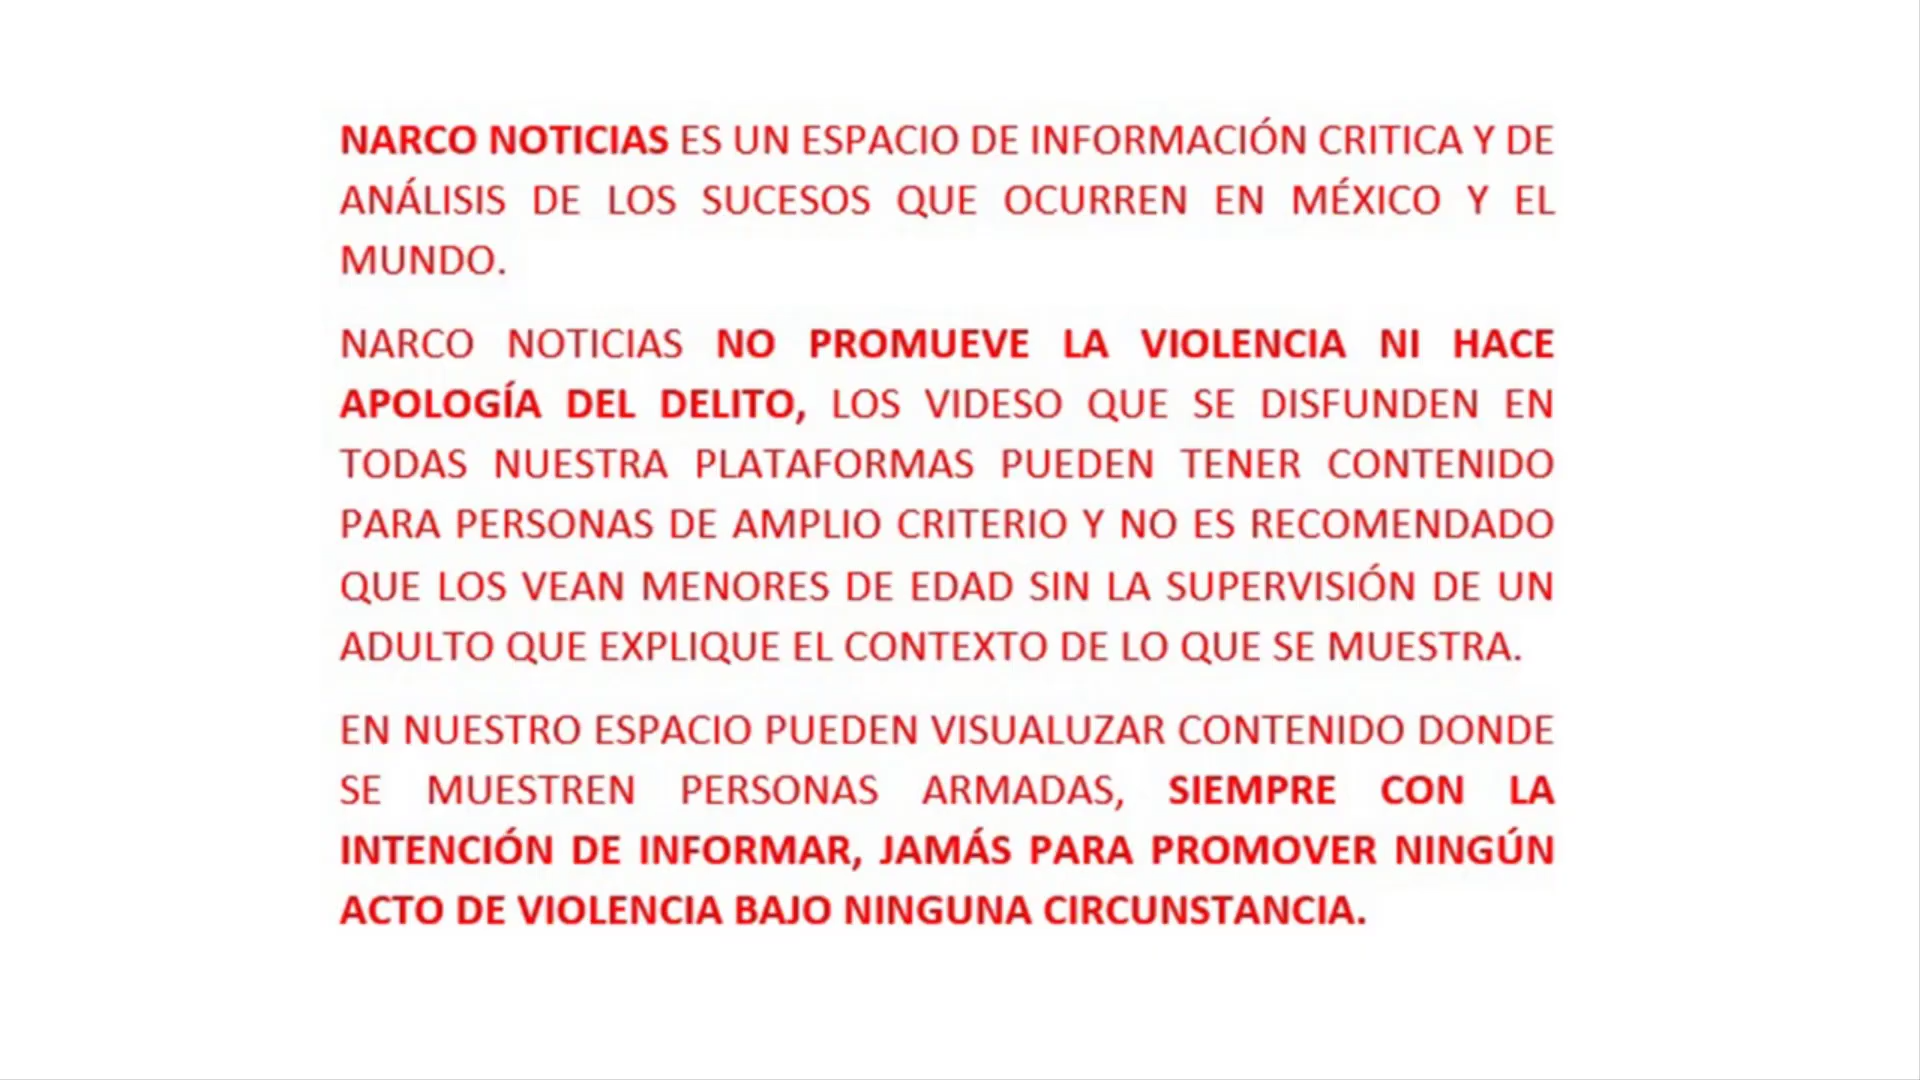 NARCO NOTICIAS ES UN ESPACIO DE INFORMACIÓN CRITICA Y DE
ANÁLISIS DE LOS SUCESOS QUE OCURREN EN MÉXICO Y EL
MUNDO.
NARCO NOTICIAS NO PROMUEVE LA VIOLENCIA NI HACE
APOLOGÍA DEL DELITO, LOS VIDESO QUE SE DISFUNDEN EN
TODAS NUESTRA PLATAFORMAS PUEDEN TENER CONTENIDO
PARA PERSONAS DE AMPLIO CRITERIO Y NO ES RECOMENDADO
QUE LOS VEAN MENORES DE EDAD SIN LA SUPERVISIÓN DE UN
ADULTO QUE EXPLIQUE EL CONTEXTO DE LO QUE SE MUESTRA.
EN NUESTRO ESPACIO PUEDEN VISUALUZAR CONTENIDO DONDE
SE MUESTREN PERSONAS ARMADAS, SIEMPRE CON LA
INTENCIÓN DE INFORMAR, JAMÁS PARA PROMOVER NINGÚN
ACTO DE VIOLENCIA BAJO NINGUNA CIRCUNSTANCIA.